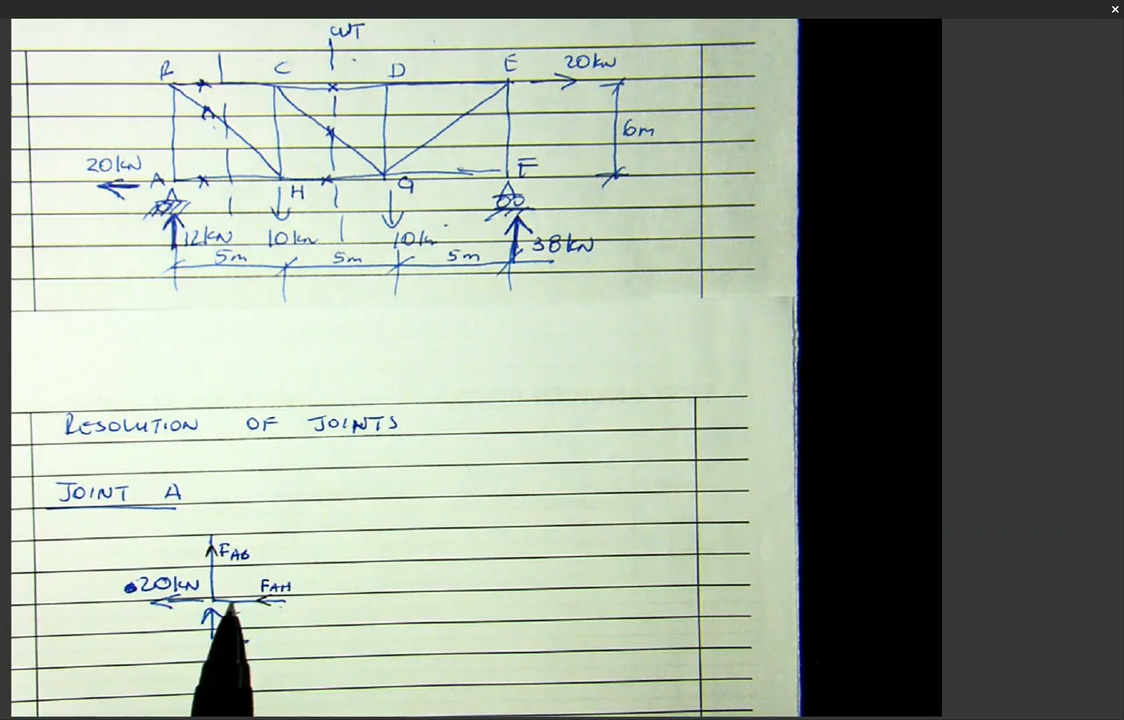 CUT
B C D E 20kN
6m
20kN A H G F
12kN 10kN 10kn 38kN
5m 5m 5m
RESOLUTION OF JOINTS
JOINT A
FAB
20kN FAH